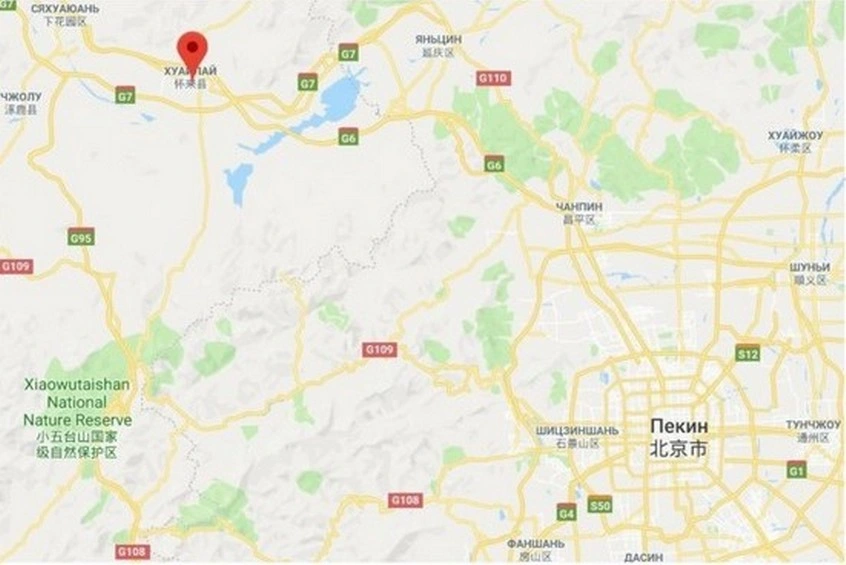 G7
СЯХУАЮАНЬ
下花园区
ЯНЬЦИН
延庆区
G7
ХУАЙЛАЙ
怀来县
G7
G110
G7
ЧЖОЛУ
涿鹿县
G6
ХУАЙЖОУ
怀柔区
G6
ЧАНПИН
昌平区
G95
G109
ШУНЬИ
顺义区
G109
S12
Xiaowutaishan
National
Nature Reserve
小五台山国家
级自然保护区
Пекин
北京市
ШИЦЗИНШАНЬ
石景山区
ТУНЧЖОУ
通州区
G1
G108
S50
G4
ФАНШАНЬ
房山区
G108
ДАСИН